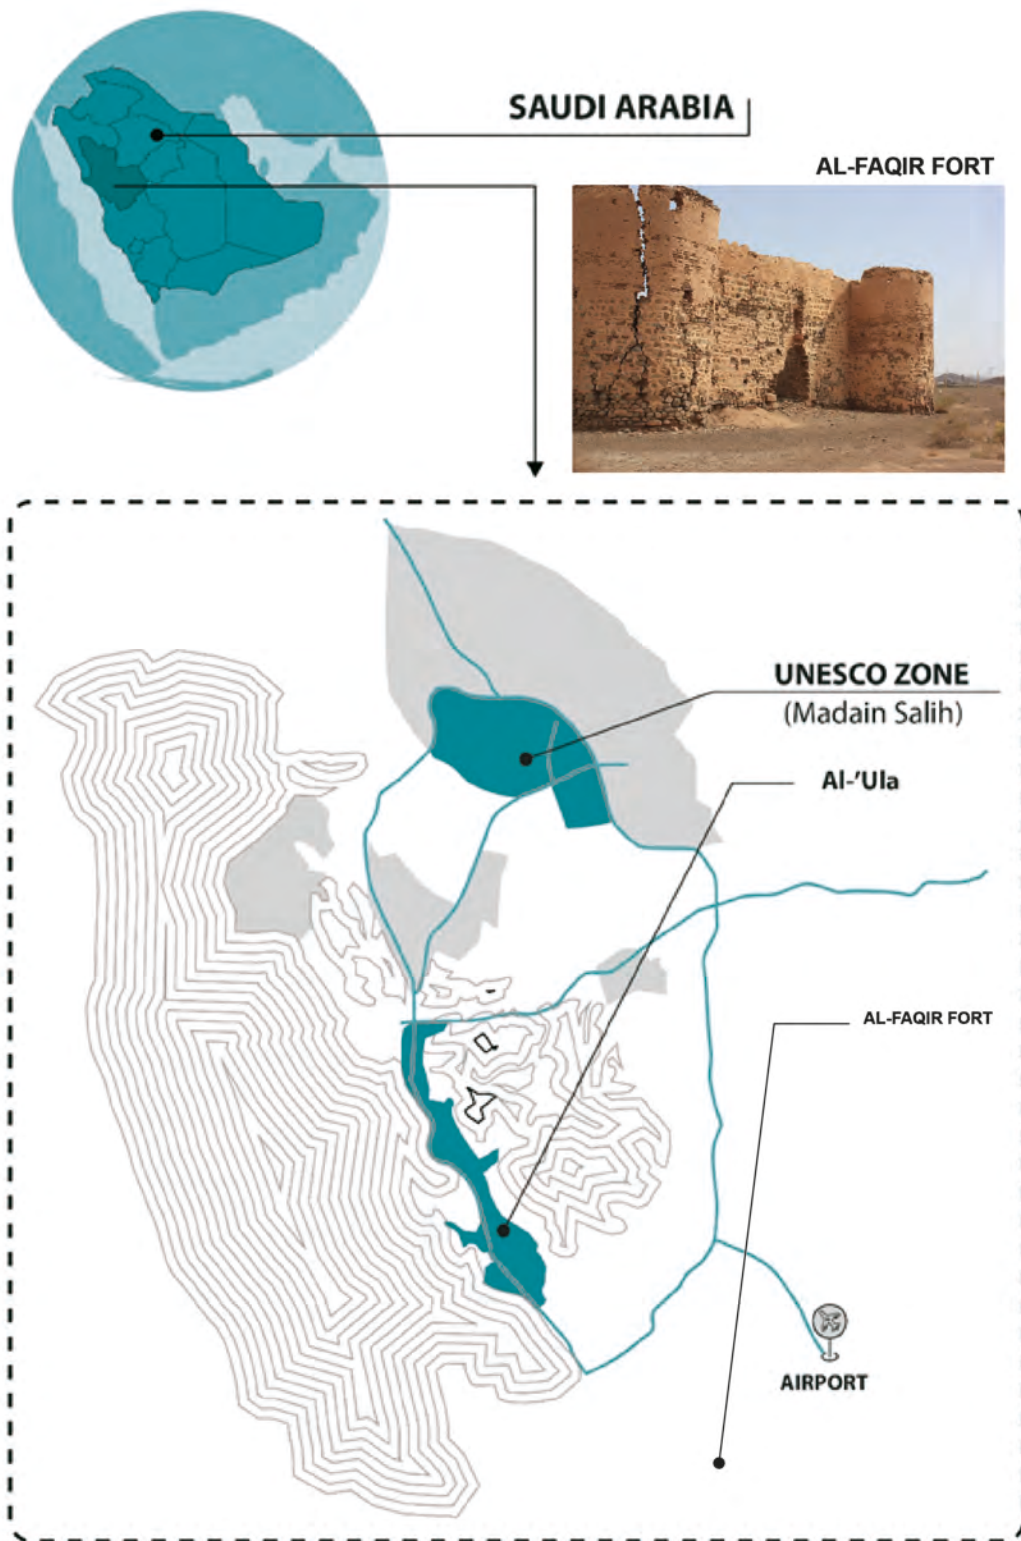 SAUDI ARABIA
AL-FAQIR FORT
UNESCO ZONE
(Madain Salih)
Al-'Ula
AL-FAQIR FORT
AIRPORT